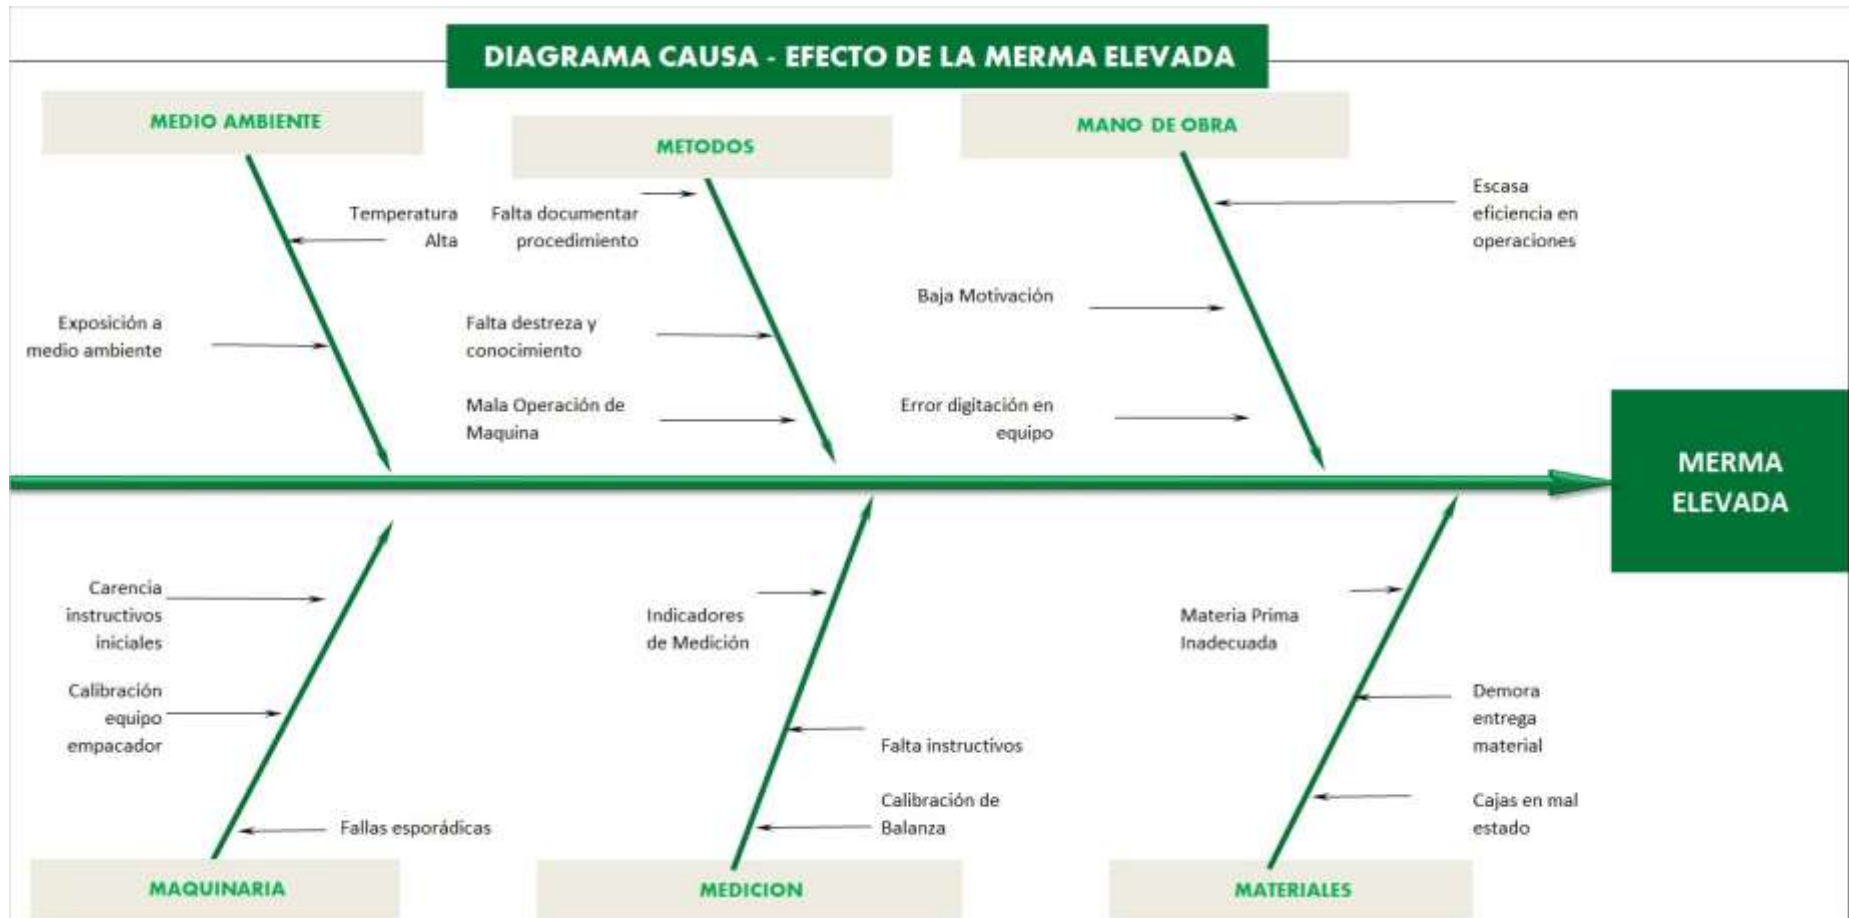 DIAGRAMA CAUSA - EFECTO DE LA MERMA ELEVADA
MEDIO AMBIENTE
METODOS
MANO DE OBRA
Temperatura
Alta
Exposición a
medio ambiente
Falta documentar
procedimiento
Falta destreza y
conocimiento
Mala Operación de
Maquina
Escasa
eficiencia en
operaciones
Baja Motivación
Error digitación en
equipo
MERMA
ELEVADA
Carencia
instructivos
iniciales
Calibración
equipo
empacador
Fallas esporádicas
Indicadores
de Medición
Falta instructivos
Calibración de
Balanza
Materia Prima
Inadecuada
Demora
entrega
material
Cajas en mal
estado
MAQUINARIA
MEDICION
MATERIALES